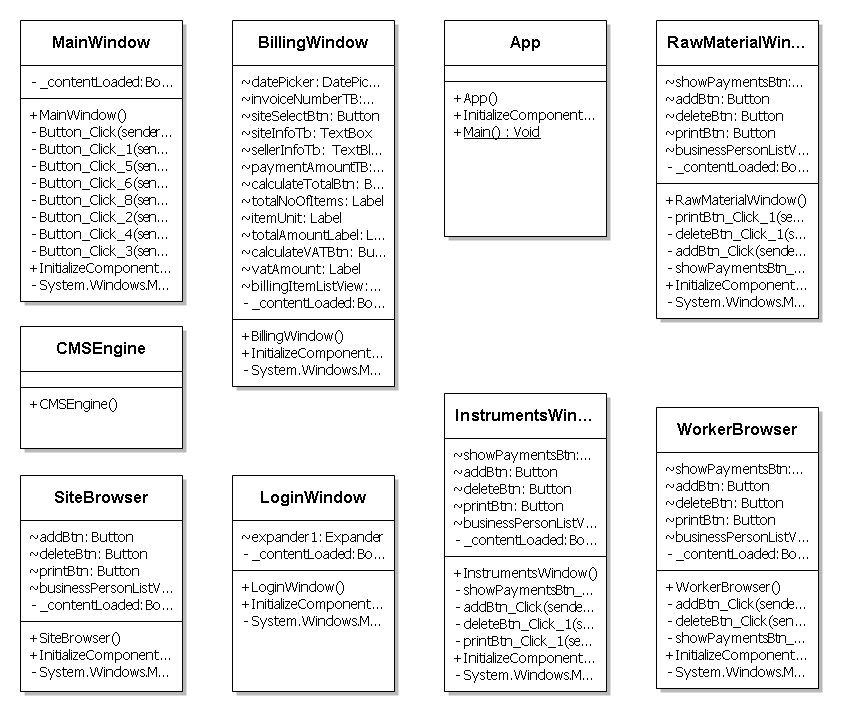 MainWindow
- _contentLoaded: Bo...
+ MainWindow()
- Button_Click(sender...
- Button_Click_1(sen...
- Button_Click_5(sen...
- Button_Click_6(sen...
- Button_Click_8(sen...
- Button_Click_2(sen...
- Button_Click_4(sen...
- Button_Click_3(sen...
+ InitializeComponent...
- System.Windows.M...
BillingWindow
~ datePicker: DatePic...
~ invoiceNumberTB:...
~ siteSelectBtn: Button
~ siteInfoTb: TextBox
~ sellerInfoTb: TextBl...
~ paymentAmountTB:...
~ calculateTotalBtn: B...
~ totalNoOfItems: Label
~ itemUnit: Label
~ totalAmountLabel: L...
~ calculateVATBtn: Bu...
~ vatAmount: Label
~ billingItemListView:...
- _contentLoaded: Bo...
+ BillingWindow()
+ InitializeComponent...
- System.Windows.M...
App
+ App()
+ InitializeComponent...
+ Main() : Void
RawMaterialWin...
~ showPaymentsBtn:...
~ addBtn: Button
~ deleteBtn: Button
~ printBtn: Button
~ businessPersonListV...
- _contentLoaded: Bo...
+ RawMaterialWindow()
- printBtn_Click_1(se...
- deleteBtn_Click_1(s...
- addBtn_Click(sende...
- showPaymentsBtn_...
+ InitializeComponent...
- System.Windows.M...
CMSEngine
+ CMSEngine()
InstrumentsWin...
~ showPaymentsBtn:...
~ addBtn: Button
~ deleteBtn: Button
~ printBtn: Button
~ businessPersonListV...
- _contentLoaded: Bo...
+ InstrumentsWindow()
- showPaymentsBtn_...
- addBtn_Click(sende...
- deleteBtn_Click_1(s...
- printBtn_Click_1(se...
+ InitializeComponent...
- System.Windows.M...
WorkerBrowser
~ showPaymentsBtn:...
~ addBtn: Button
~ deleteBtn: Button
~ printBtn: Button
~ businessPersonListV...
- _contentLoaded: Bo...
+ WorkerBrowser()
- addBtn_Click(sende...
- deleteBtn_Click(sen...
- showPaymentsBtn_...
+ InitializeComponent...
- System.Windows.M...
SiteBrowser
~ addBtn: Button
~ deleteBtn: Button
~ printBtn: Button
~ businessPersonListV...
- _contentLoaded: Bo...
+ SiteBrowser()
+ InitializeComponent...
- System.Windows.M...
LoginWindow
~ expander1: Expander
- _contentLoaded: Bo...
+ LoginWindow()
+ InitializeComponent...
- System.Windows.M...